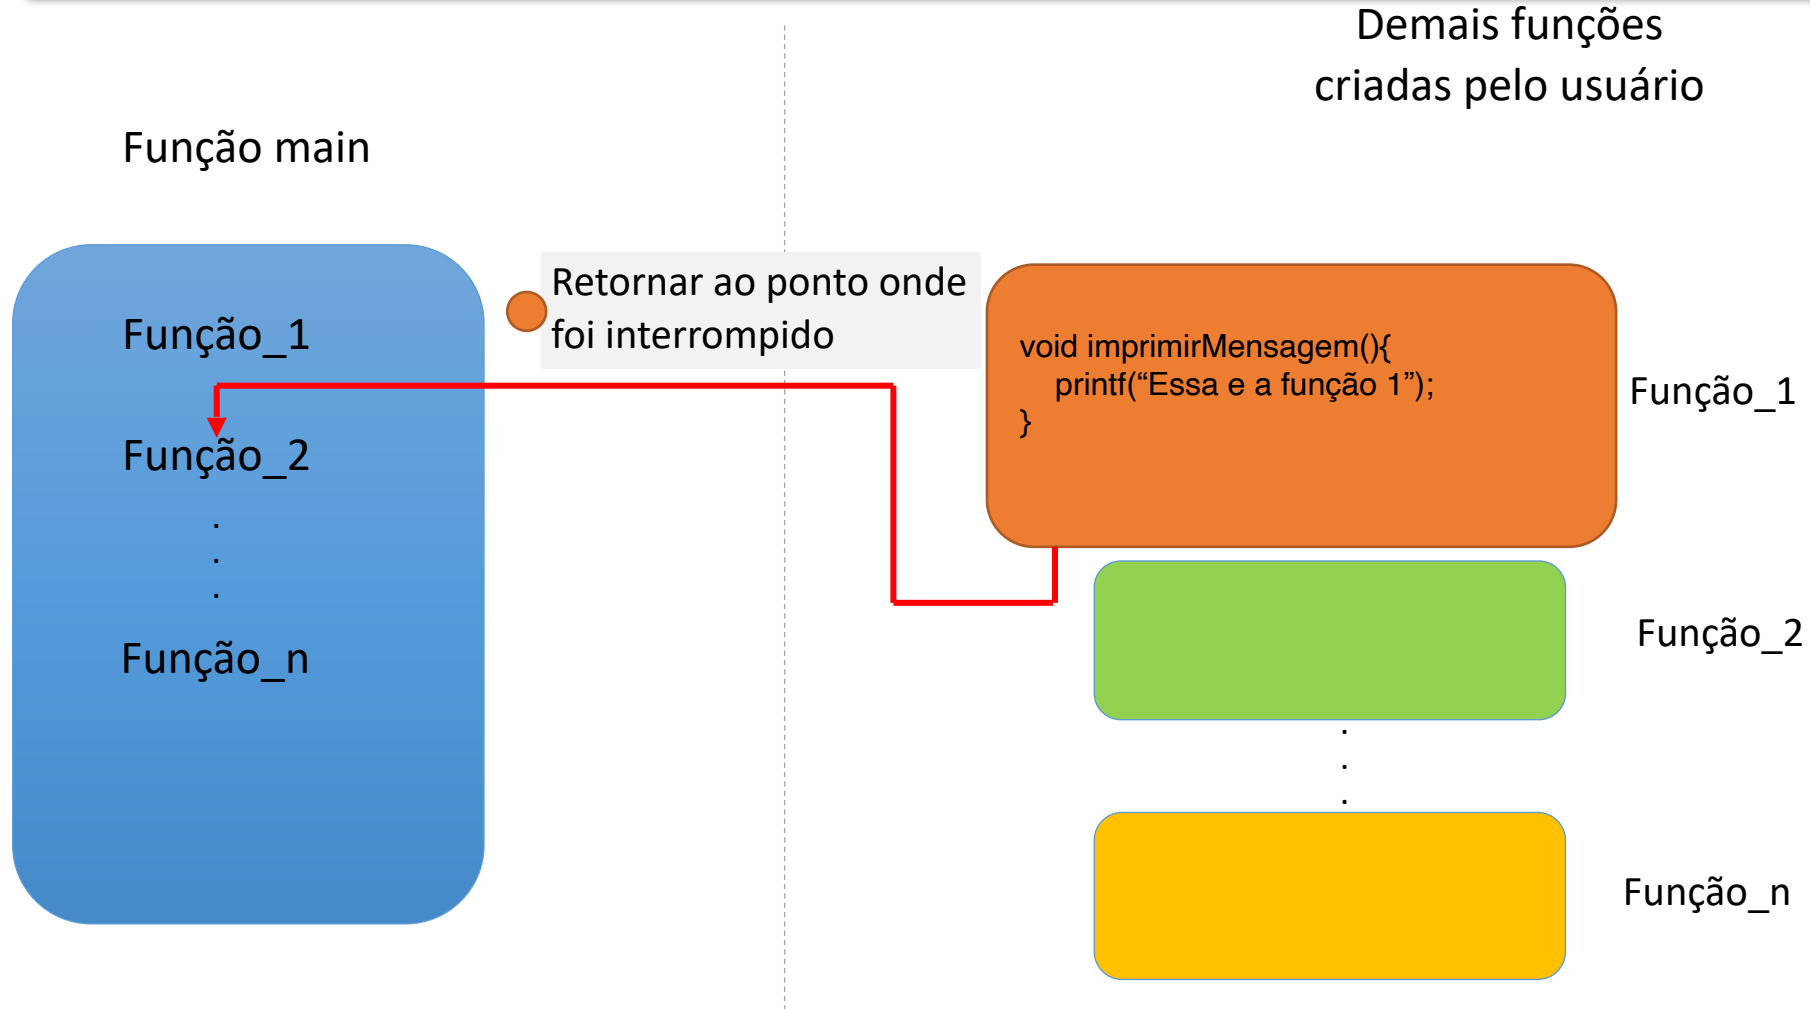 Demais funções
criadas pelo usuário
Função main
Retornar ao ponto onde
foi interrompido
Função_1
Função_2
.
.
.
Função_n
void imprimirMensagem(){
printf(“Essa e a função 1”);
}
Função_1
Função_2
.
.
.
Função_n